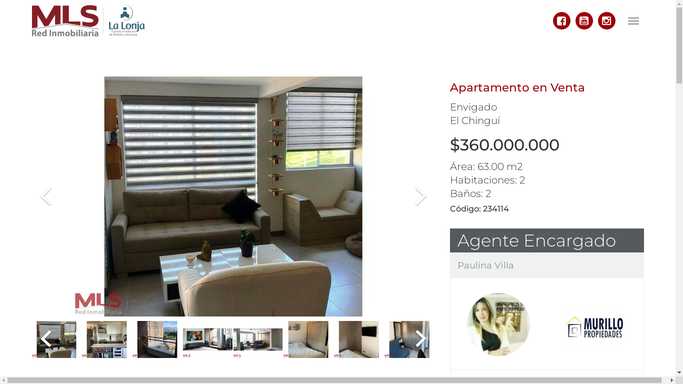 MLS
Red Inmobiliaria
La Lonja
Apartamento en Venta
Envigado
El Chinguí
$360.000.000
Área: 63.00 m2
Habitaciones: 2
Baños: 2
Código: 234114
Agente Encargado
Paulina Villa
MURILLO
PROPIEDADES
MLS
Red Inmobiliaria